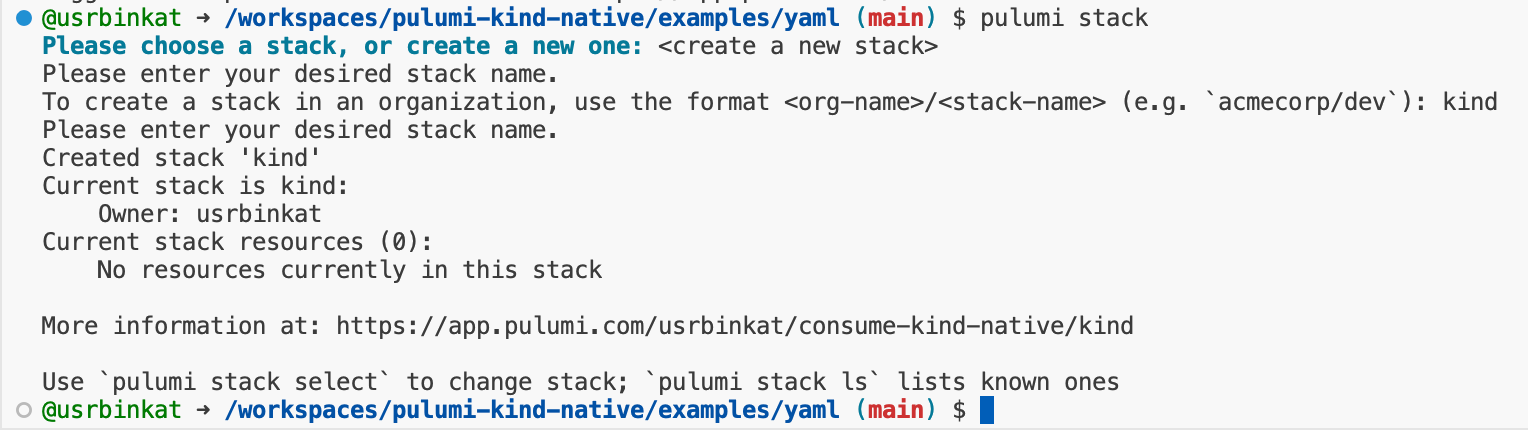 @usrbinkat → /workspaces/pulumi-kind-native/examples/yaml (main) $ pulumi stack
Please choose a stack, or create a new one: <create a new stack>
Please enter your desired stack name.
To create a stack in an organization, use the format <org-name>/<stack-name> (e.g. `acmecorp/dev`): kind
Please enter your desired stack name.
Created stack 'kind'
Current stack is kind:
    Owner: usrbinkat
Current stack resources (0):
    No resources currently in this stack

More information at: https://app.pulumi.com/usrbinkat/consume-kind-native/kind

Use `pulumi stack select` to change stack; `pulumi stack ls` lists known ones
@usrbinkat → /workspaces/pulumi-kind-native/examples/yaml (main) $